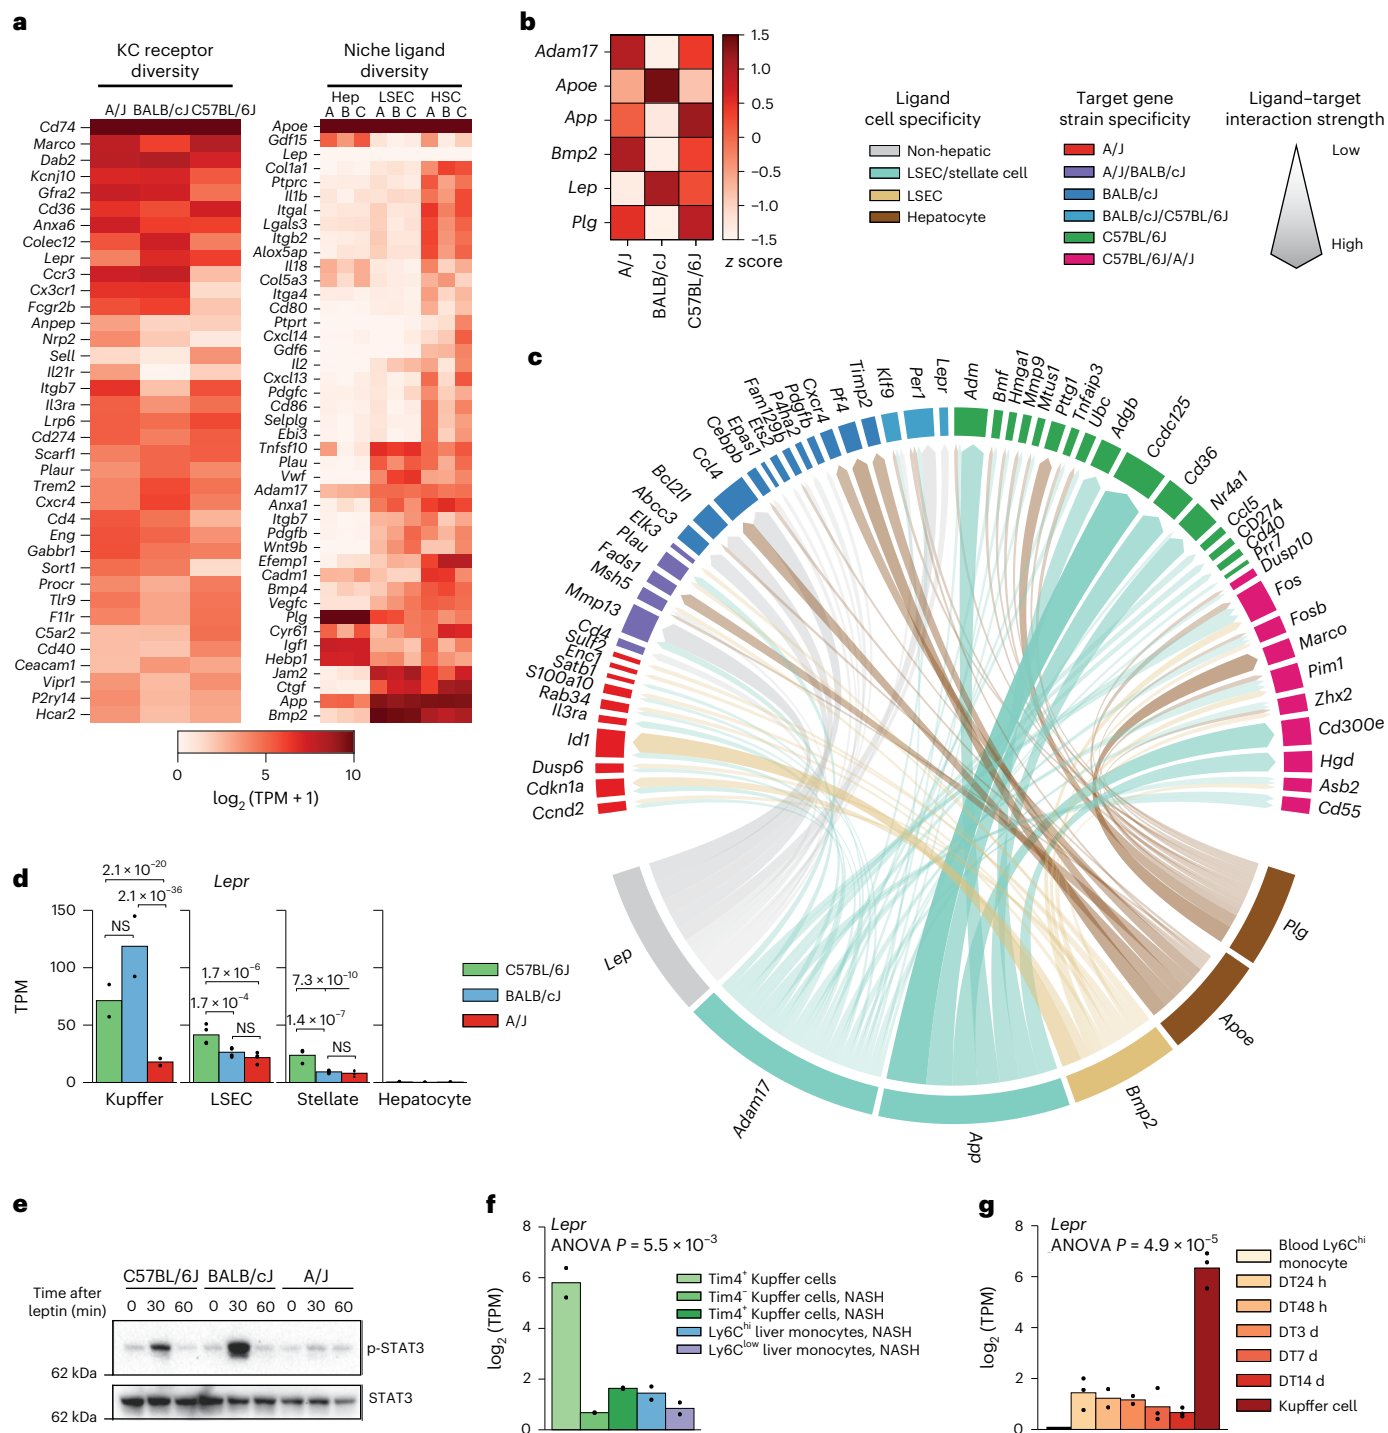 a
KC receptor
diversity
A/J BALB/cJ C57BL/6J
Cd74
Marco
Dab2
Kcnj10
Gfra2
Cd36
Anxa6
Colec12
Lepr
Ccr3
Cx3cr1
Fcgr2b
Anpep
Nrp2
Sell
Il21r
Itgb7
Il3ra
Lrp6
Cd274
Scarf1
Plaur
Trem2
Cxcr4
Cd4
Eng
Gabbr1
Sort1
Procr
Tlr9
F11r
C5ar2
Cd40
Ceacam1
Vipr1
P2ry14
Hcar2
Niche ligand
diversity
Hep LSEC HSC
A B C A B C A B C
Apoe
Gdf15
Lep
Col1a1
Ptprc
Il1b
Itgal
Lgals3
Itgb2
Alox5ap
Il18
Col5a3
Itga4
Cd80
Ptprt
Cxcl14
Gdf6
Il2
Cxcl13
Pdgfc
Cd86
Selplg
Ebi3
Tnfsf10
Plau
Vwf
Adam17
Anxa1
Itgb7
Pdgfb
Wnt9b
Efemp1
Cadm1
Bmp4
Vegfc
Plg
Cyr61
Igf1
Hebp1
Jam2
Ctgf
App
Bmp2
0 5 10
log2 (TPM + 1)
b
Adam17
Apoe
App
Bmp2
Lep
Plg
A/J
BALB/cJ
C57BL/6J
1.5
1.0
0.5
0
−0.5
−1.0
−1.5
z score
Ligand
cell specificity
Non-hepatic
LSEC/stellate cell
LSEC
Hepatocyte
Target gene
strain specificity
A/J
A/J/BALB/cJ
BALB/cJ
BALB/cJ/C57BL/6J
C57BL/6J
C57BL/6J/A/J
Ligand–target
interaction strength
Low
High
c
Ccnd2
Cdkn1a
Dusp6
Id1
Il3ra
Rab34
S100a10
Satb1
Enc1
Sulf2
Cd4
Mmp13
Msh5
Fads1
Plau
Elk3
Abcc3
Bcl2l1
Ccl4
Cebpb
Epas1
Ets2
Fam129b
P4ha2
Pdgfb
Cxcr4
Pf4
Timp2
Klf9
Per1
Lepr
Adm
Bmf
Hmga1
Mmp9
Mtus1
Pttg1
Tnfaip3
Ubc
Adgb
Ccdc125
Cd36
Nr4a1
Ccl5
CD274
Cd40
Prr7
Dusp10
Fos
Fosb
Marco
Pim1
Zhx2
Cd300e
Hgd
Asb2
Cd55
Plg
Apoe
Bmp2
App
Adam17
Lep
d
Lepr
TPM
150
100
50
0
2.1 × 10−20
2.1 × 10−36
NS
1.7 × 10−6
1.7 × 10−4
NS
7.3 × 10−10
1.4 × 10−7
NS
Kupffer
LSEC
Stellate
Hepatocyte
C57BL/6J
BALB/cJ
A/J
e
C57BL/6J BALB/cJ A/J
Time after
leptin (min)
0 30 60 0 30 60 0 30 60
p-STAT3
62 kDa
STAT3
62 kDa
f
Lepr
ANOVA P = 5.5 × 10−3
log2 (TPM)
8
6
4
2
0
Tim4+ Kupffer cells
Tim4− Kupffer cells, NASH
Tim4+ Kupffer cells, NASH
Ly6Chi liver monocytes, NASH
Ly6Clow liver monocytes, NASH
g
Lepr
ANOVA P = 4.9 × 10−5
log2 (TPM)
8
6
4
2
0
Blood Ly6Chi
monocyte
DT24 h
DT48 h
DT3 d
DT7 d
DT14 d
Kupffer cell